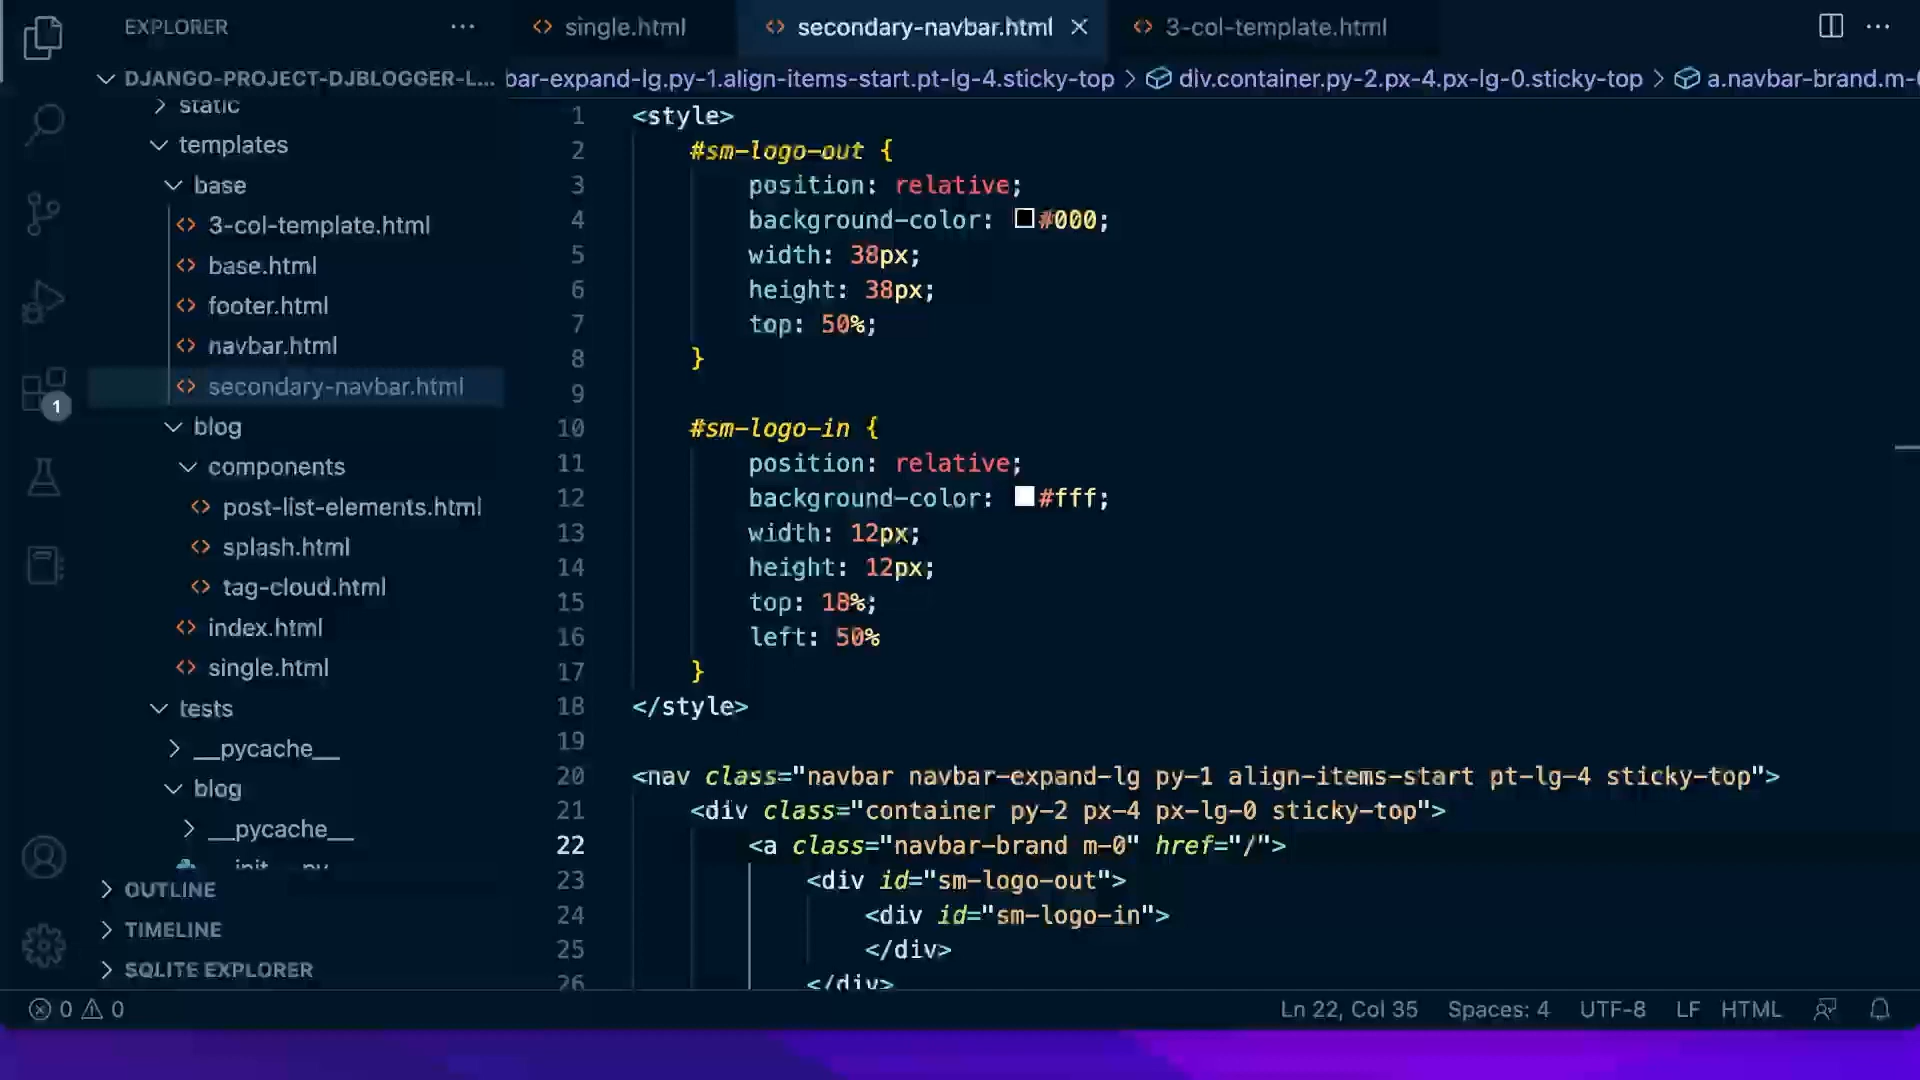 EXPLORER
···
single.html
secondary-navbar.html
3-col-template.html
···
DJANGO-PROJECT-DJBLOGGER-L...
bar-expand-lg.py-1.align-items-start.pt-lg-4.sticky-top > div.container.py-2.px-4.px-lg-0.sticky-top > a.navbar-brand.m-
static
templates
base
3-col-template.html
base.html
footer.html
navbar.html
secondary-navbar.html
1
blog
components
post-list-elements.html
splash.html
tag-cloud.html
index.html
single.html
tests
__pycache__
blog
__pycache__
OUTLINE
TIMELINE
SQLITE EXPLORER
1 <style>
2 #sm-logo-out {
3 position: relative;
4 background-color: #000;
5 width: 38px;
6 height: 38px;
7 top: 50%;
8 }
9
10 #sm-logo-in {
11 position: relative;
12 background-color: #fff;
13 width: 12px;
14 height: 12px;
15 top: 18%;
16 left: 50%
17 }
18 </style>
19
20 <nav class="navbar navbar-expand-lg py-1 align-items-start pt-lg-4 sticky-top">
21 <div class="container py-2 px-4 px-lg-0 sticky-top">
22 <a class="navbar-brand m-0" href="/">
23 <div id="sm-logo-out">
24 <div id="sm-logo-in">
25 </div>
26 </div>
0 0
Ln 22, Col 35 Spaces: 4 UTF-8 LF HTML